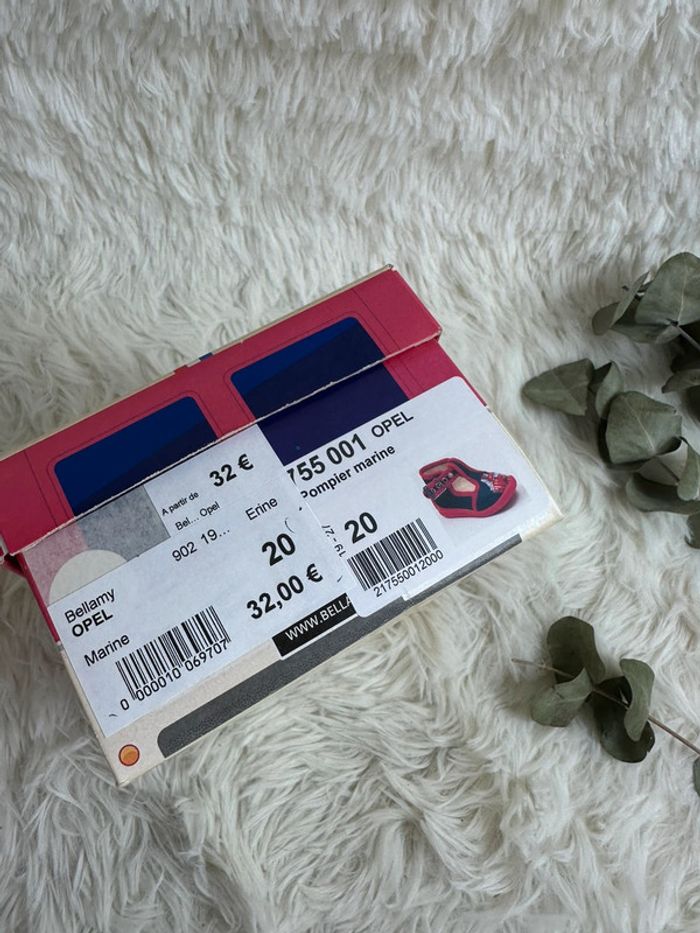 32 €
A partir de
Bel... Opel
902 19... Erine
Bellamy
OPEL
20
Marine
32,00 €
0 000010 069707
755 001 OPEL
Pompier marine
20
217550012000
WWW.BELLA